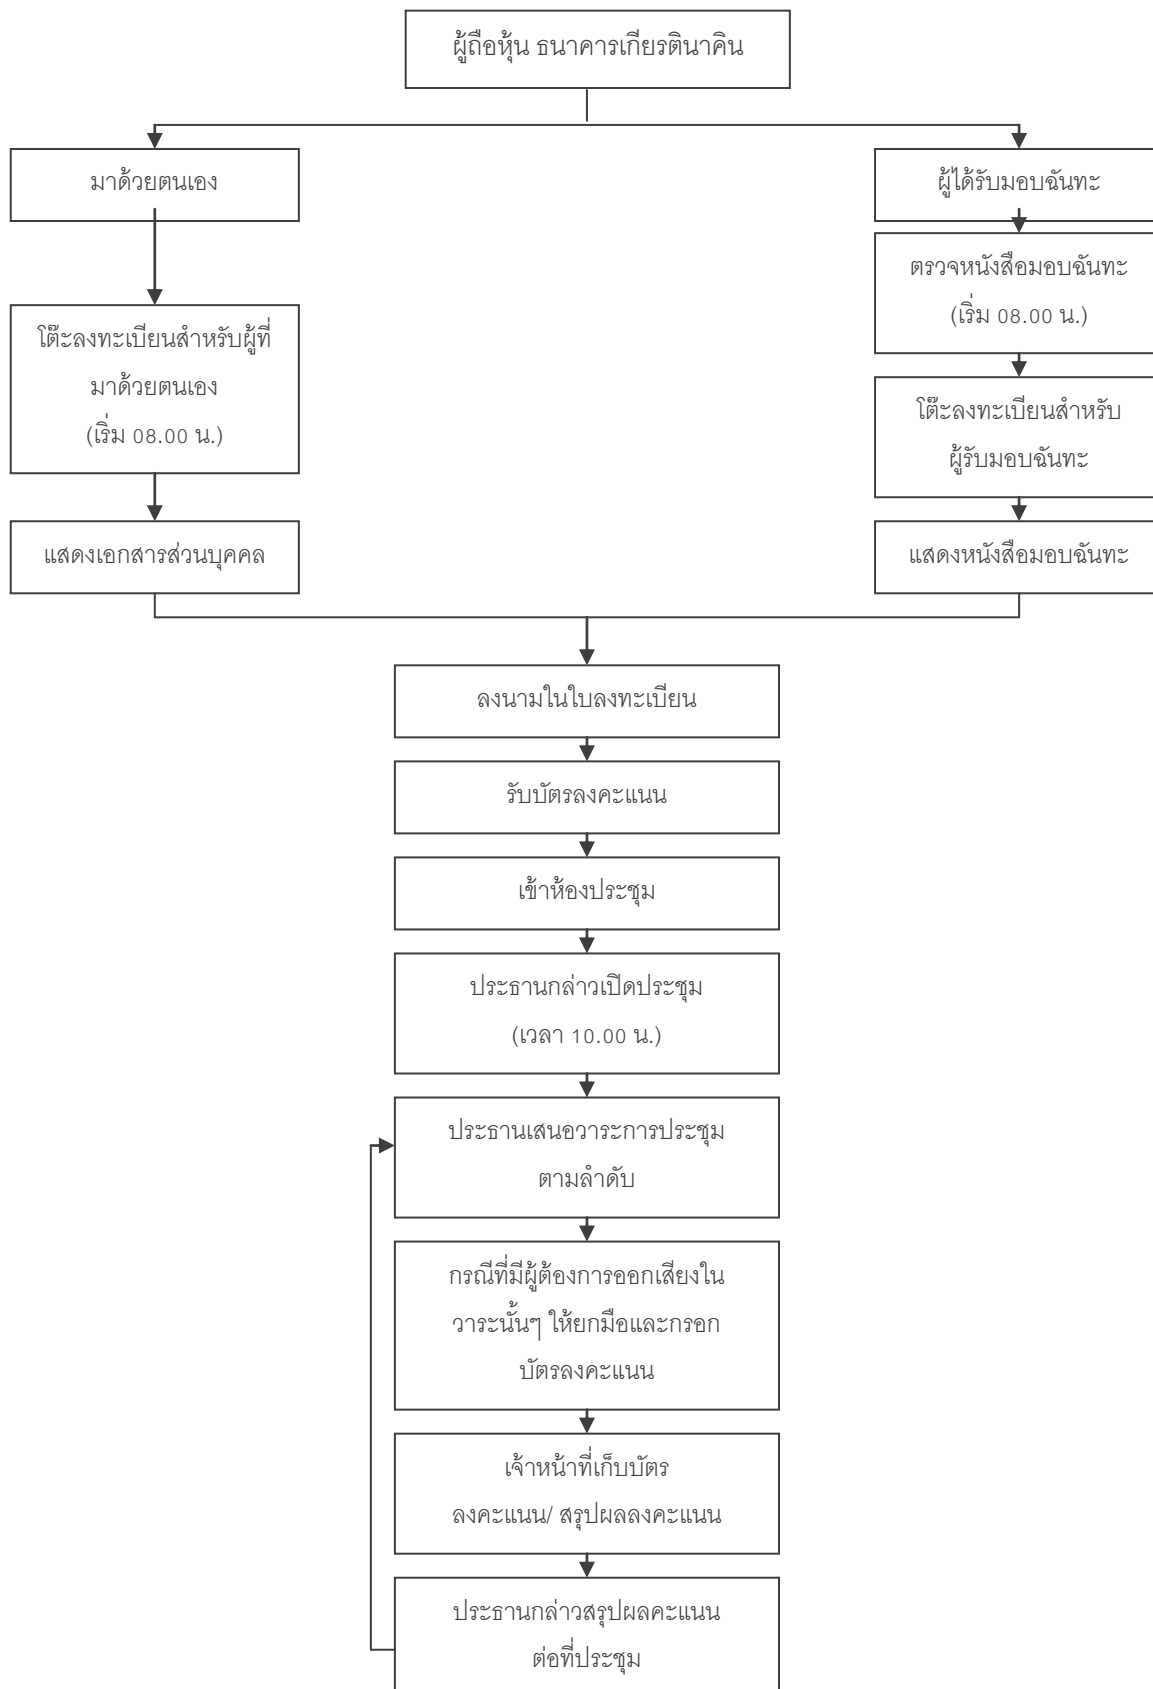 ผู้ถือหุ้น ธนาคารเกียรตินาคิน
มาด้วยตนเอง
โต๊ะลงทะเบียนสำหรับผู้ที่
มาด้วยตนเอง
(เริ่ม 08.00 น.)
แสดงเอกสารส่วนบุคคล
ผู้ได้รับมอบฉันทะ
ตรวจหนังสือมอบฉันทะ
(เริ่ม 08.00 น.)
โต๊ะลงทะเบียนสำหรับ
ผู้รับมอบฉันทะ
แสดงหนังสือมอบฉันทะ
ลงนามในใบลงทะเบียน
รับบัตรลงคะแนน
เข้าห้องประชุม
ประธานกล่าวเปิดประชุม
(เวลา 10.00 น.)
ประธานเสนอวาระการประชุม
ตามลำดับ
กรณีที่มีผู้ต้องการออกเสียงใน
วาระนั้นๆ ให้ยกมือและกรอก
บัตรลงคะแนน
เจ้าหน้าที่เก็บบัตร
ลงคะแนน/ สรุปผลลงคะแนน
ประธานกล่าวสรุปผลคะแนน
ต่อที่ประชุม